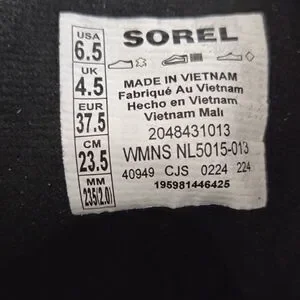 USA
6.5
UK
4.5
EUR
37.5
CM
23.5
MM
235(2.0)
SOREL
MADE IN VIETNAM
Fabriqué Au Vietnam
Hecho en Vietnam
Vietnam Malı
2048431013
WMNS NL5015-013
40949 CJS 0224 224
195981446425